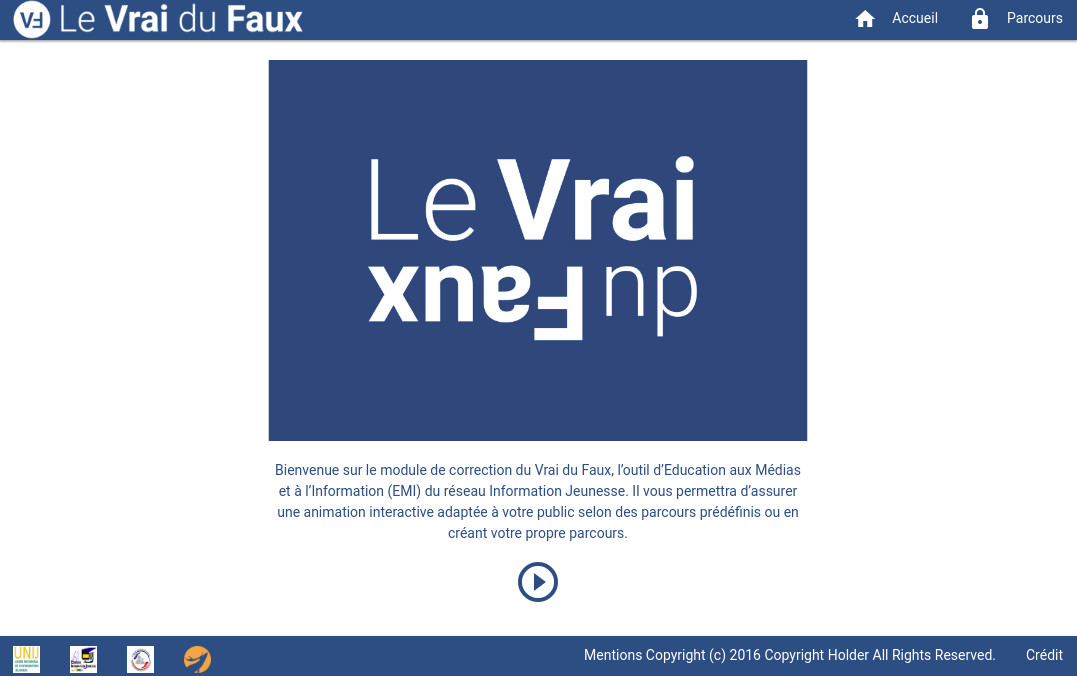 Le Vrai du Faux
Accueil
Parcours
Le Vrai
du Faux
Bienvenue sur le module de correction du Vrai du Faux, l’outil d’Education aux Médias
et à l’Information (EMI) du réseau Information Jeunesse. Il vous permettra d’assurer
une animation interactive adaptée à votre public selon des parcours prédéfinis ou en
créant votre propre parcours.
UNIJ
Mentions Copyright (c) 2016 Copyright Holder All Rights Reserved.
Crédit